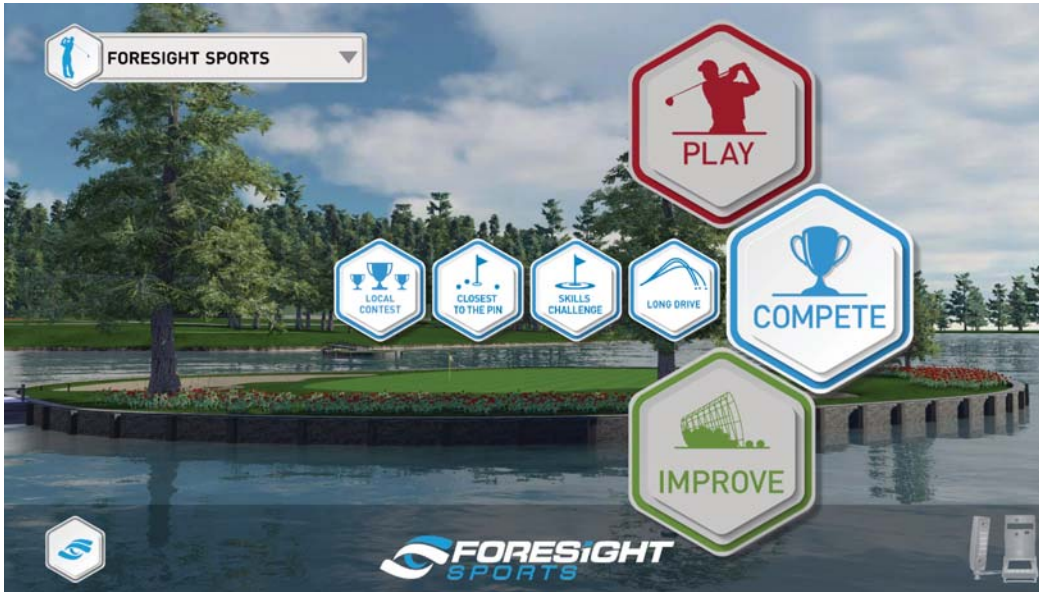 FORESIGHT SPORTS
PLAY
LOCAL
CONTEST
CLOSEST
TO THE PIN
SKILLS
CHALLENGE
LONG DRIVE
COMPETE
IMPROVE
FORESiGHT
SPORTS